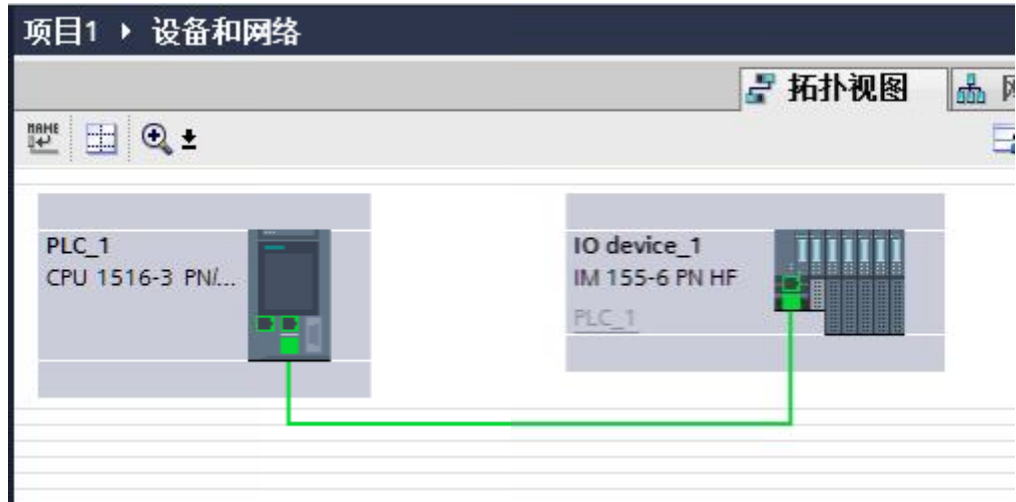 项目1 ▸ 设备和网络
拓扑视图
NAME
PLC_1
CPU 1516-3 PN/...
IO device_1
IM 155-6 PN HF
PLC_1